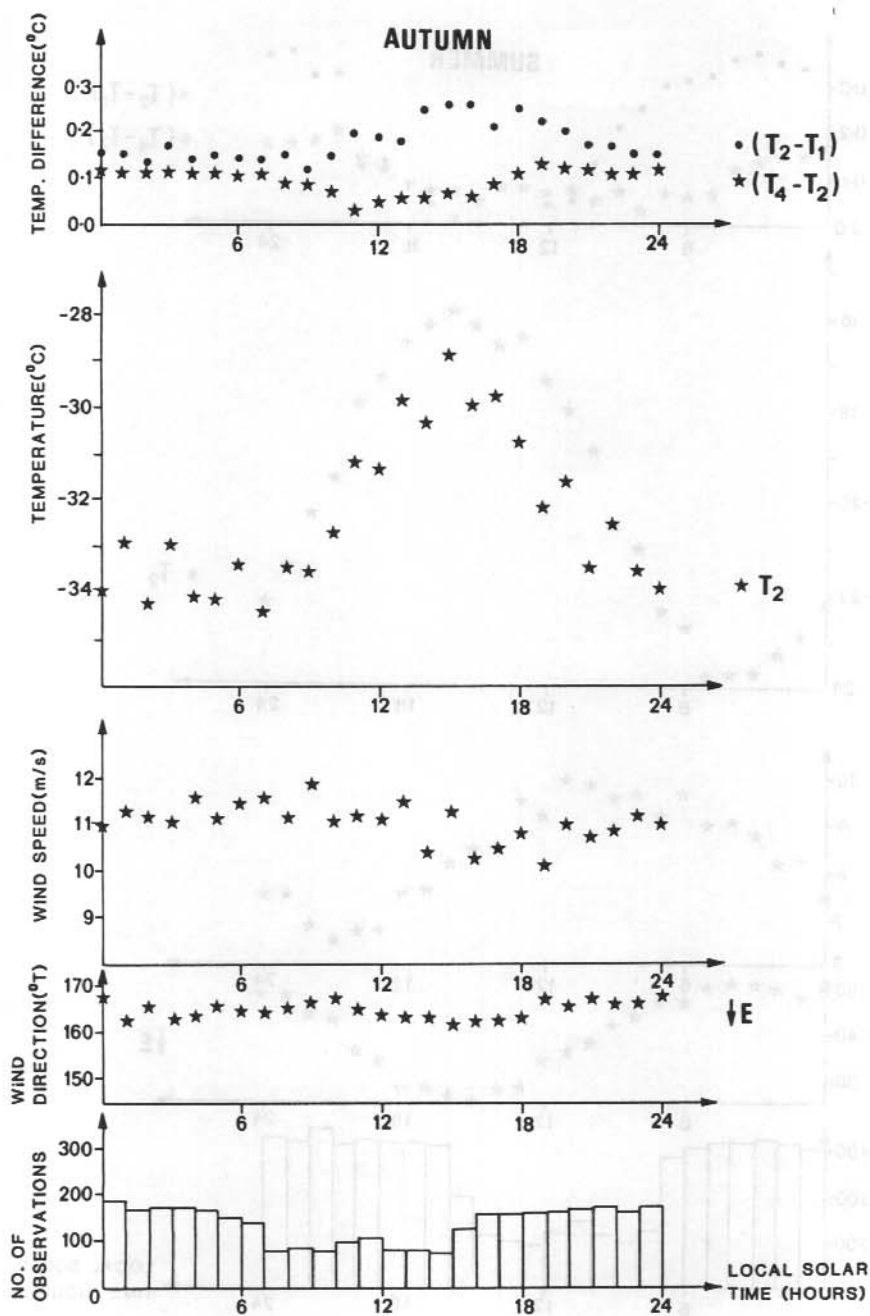 AUTUMN
TEMP. DIFFERENCE(°C)
0·3
0·2
0·1
0·0
6 12 18 24
(T2-T1)
(T4-T2)
TEMPERATURE(°C)
-28
-30
-32
-34
6 12 18 24
T2
WIND SPEED(m/s)
12
11
10
9
6 12 18 24
WIND
DIRECTION(°T)
170
160
150
6 12 18 24
E
NO. OF
OBSERVATIONS
300
200
100
0
6 12 18 24
LOCAL SOLAR
TIME (HOURS)